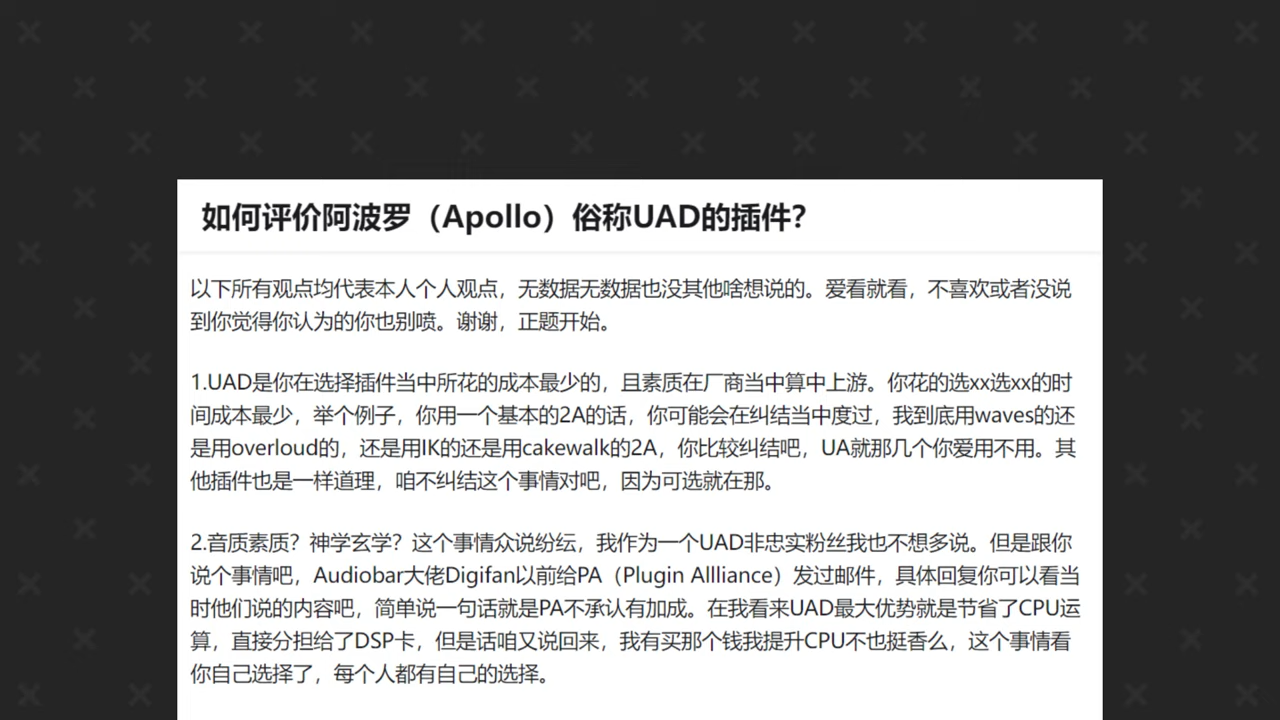 如何评价阿波罗（Apollo）俗称UAD的插件？
以下所有观点均代表本人个人观点，无数据无数据也没其他啥想说的。爱看就看，不喜欢或者没说
到你觉得你认为的你也别喷。谢谢，正题开始。
1.UAD是你在选择插件当中所花的成本最少的，且素质在厂商当中算中上游。你花的选xx选xx的时
间成本最少，举个例子，你用一个基本的2A的话，你可能会在纠结当中度过，我到底用waves的还
是用overloud的，还是用IK的还是用cakewalk的2A，你比较纠结吧，UA就那几个你爱用不用。其
他插件也是一样道理，咱不纠结这个事情对吧，因为可选就在那。
2.音质素质？神学玄学？这个事情众说纷纭，我作为一个UAD非忠实粉丝我也不想多说。但是跟你
说个事情吧，Audiobar大佬Digifan以前给PA（Plugin Allliance）发过邮件，具体回复你可以看当
时他们说的内容吧，简单说一句话就是PA不承认有加成。在我看来UAD最大优势就是节省了CPU运
算，直接分担给了DSP卡，但是话咱又说回来，我有买那个钱我提升CPU不也挺香么，这个事情看
你自己选择了，每个人都有自己的选择。